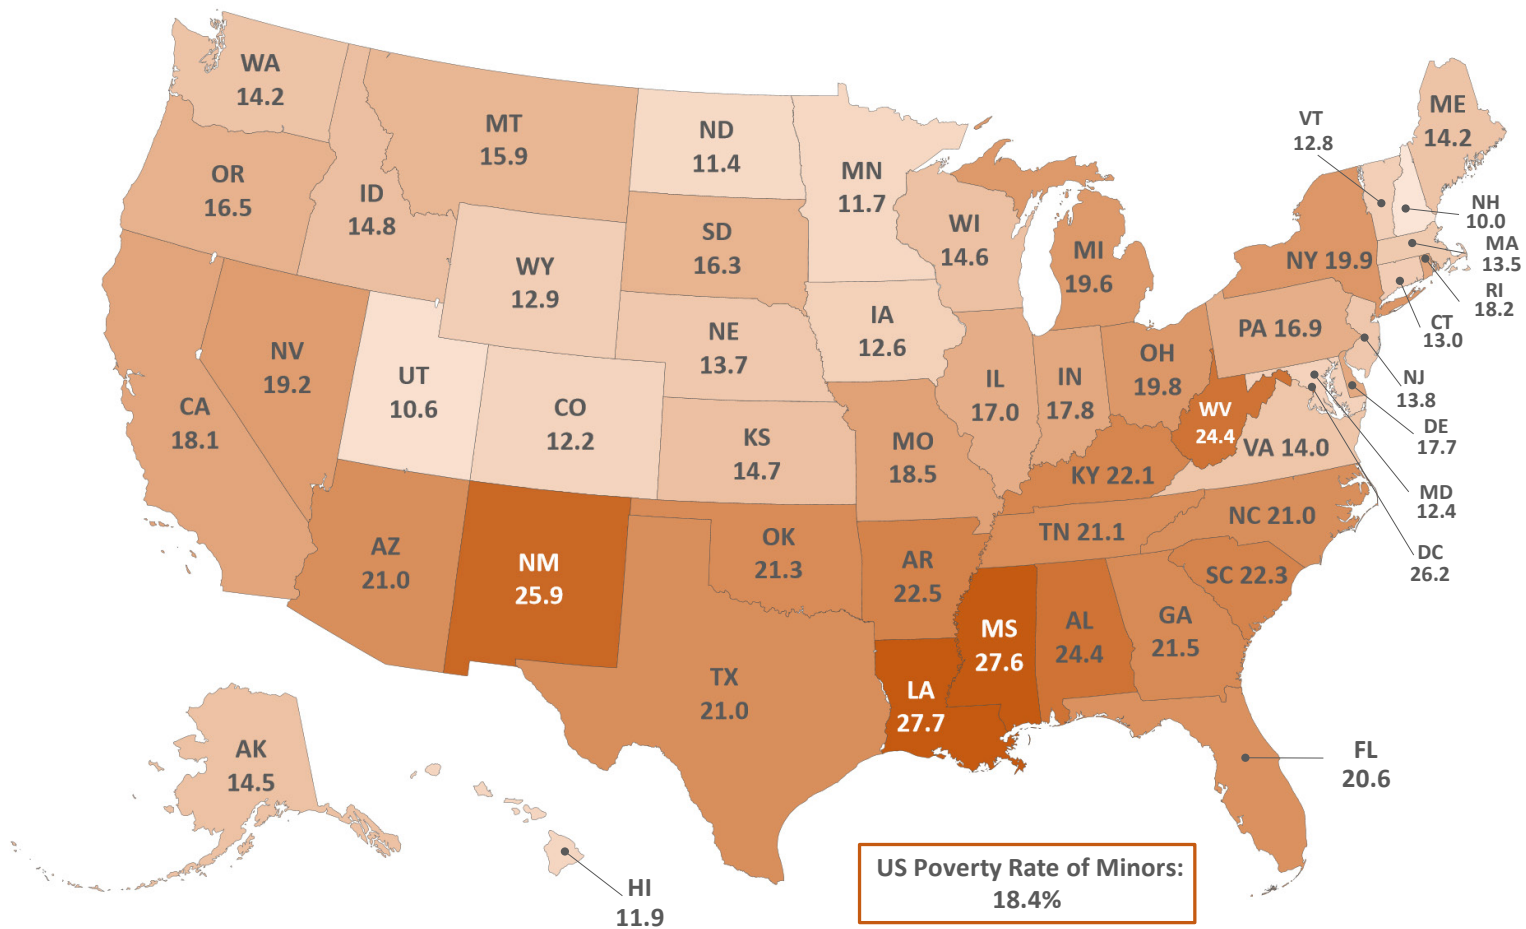 WA
14.2
OR
16.5
CA
18.1
NV
19.2
ID
14.8
MT
15.9
WY
12.9
UT
10.6
CO
12.2
AZ
21.0
NM
25.9
ND
11.4
SD
16.3
NE
13.7
KS
14.7
OK
21.3
TX
21.0
MN
11.7
IA
12.6
MO
18.5
AR
22.5
LA
27.7
WI
14.6
IL
17.0
MI
19.6
IN
17.8
OH
19.8
KY 22.1
TN 21.1
MS
27.6
AL
24.4
GA
21.5
FL
20.6
SC 22.3
NC 21.0
VA 14.0
WV
24.4
PA 16.9
NY 19.9
VT
12.8
ME
14.2
NH
10.0
MA
13.5
RI
18.2
CT
13.0
NJ
13.8
DE
17.7
MD
12.4
DC
26.2
AK
14.5
HI
11.9
US Poverty Rate of Minors:
18.4%